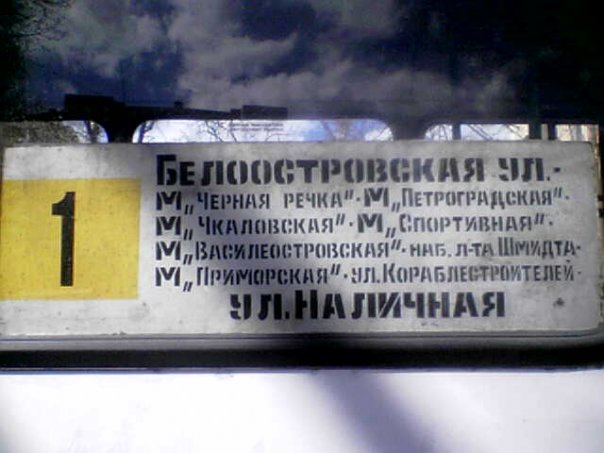 1
БЕЛООСТРОВСКАЯ УЛ.-
М„ЧЕРНАЯ РЕЧКА"·М„ПЕТРОГРАДСКАЯ"·
М„ЧКАЛОВСКАЯ"·М„СПОРТИВНАЯ"·
М„ВАСИЛЕОСТРОВСКАЯ"·НАБ. Л-ТА ШМИДТА-
М„ПРИМОРСКАЯ"·УЛ.КОРАБЛЕСТРОИТЕЛЕЙ-
УЛ.НАЛИЧНАЯ